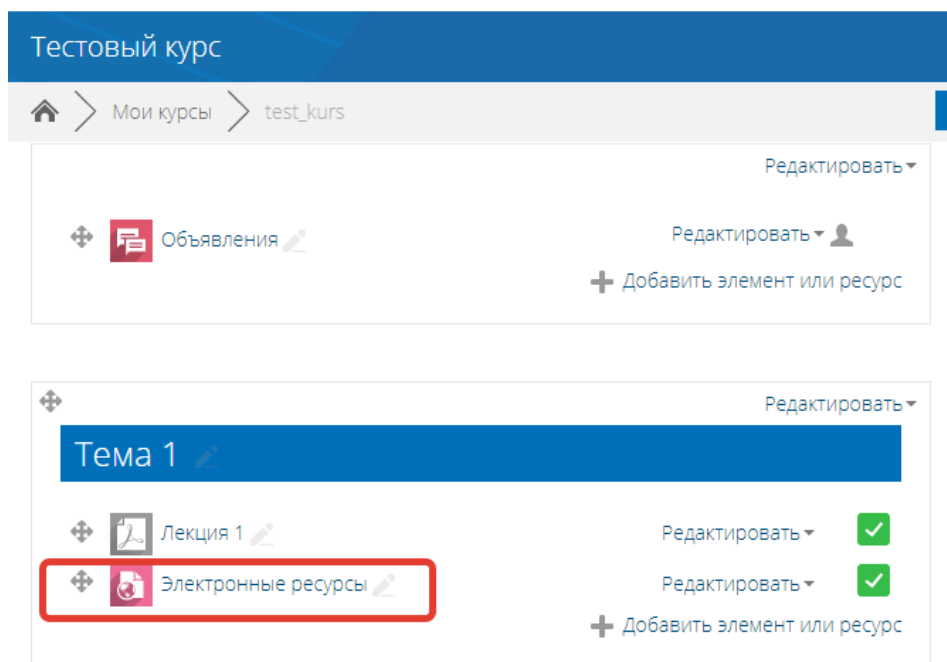 Тестовый курс
Мои курсы test_kurs
Редактировать
Объявления Редактировать
Добавить элемент или ресурс
Редактировать
Тема 1
Лекция 1 Редактировать
Электронные ресурсы Редактировать
Добавить элемент или ресурс